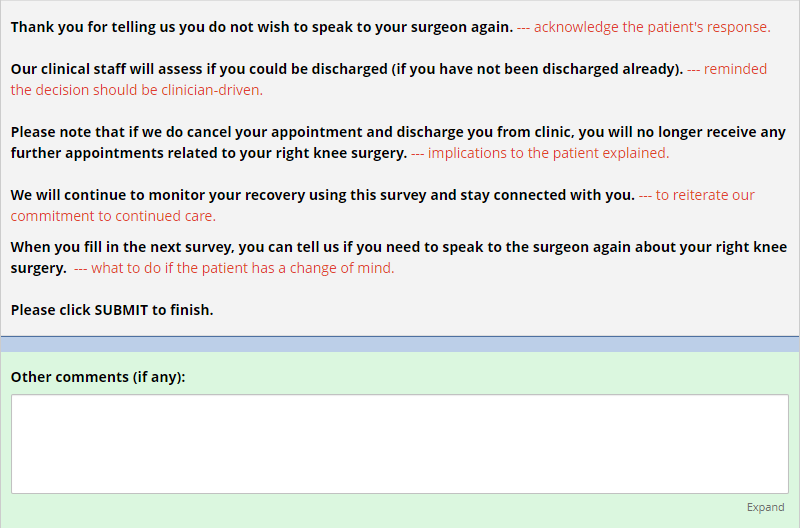 Thank you for telling us you do not wish to speak to your surgeon again. --- acknowledge the patient's response.
Our clinical staff will assess if you could be discharged (if you have not been discharged already). --- reminded
the decision should be clinician-driven.
Please note that if we do cancel your appointment and discharge you from clinic, you will no longer receive any
further appointments related to your right knee surgery. --- implications to the patient explained.
We will continue to monitor your recovery using this survey and stay connected with you. --- to reiterate our
commitment to continued care.
When you fill in the next survey, you can tell us if you need to speak to the surgeon again about your right knee
surgery. --- what to do if the patient has a change of mind.
Please click SUBMIT to finish.
Other comments (if any):
Expand